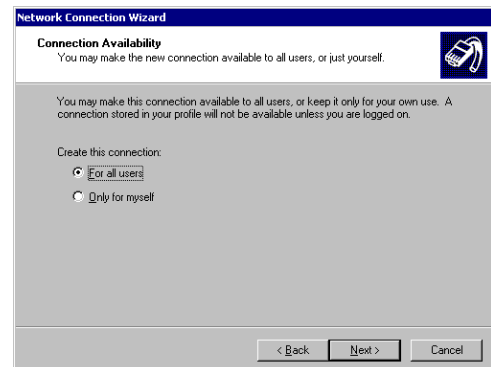 Network Connection Wizard
Connection Availability
You may make the new connection available to all users, or just yourself.
You may make this connection available to all users, or keep it only for your own use. A
connection stored in your profile will not be available unless you are logged on.
Create this connection:
For all users
Only for myself
< Back Next > Cancel